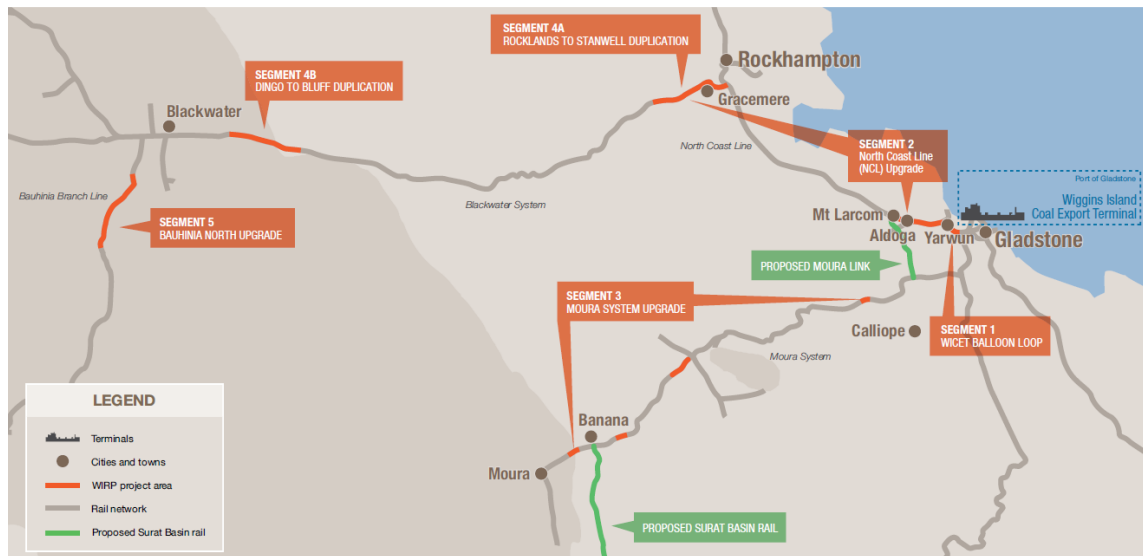 SEGMENT 4A
ROCKLANDS TO STANWELL DUPLICATION
Rockhampton
SEGMENT 4B
DINGO TO BLUFF DUPLICATION
Gracemere
Blackwater
North Coast Line
SEGMENT 2
North Coast Line
(NCL) Upgrade
Port of Gladstone
Wiggins Island
Coal Export Terminal
Bauhinia Branch Line
Blackwater System
SEGMENT 5
BAUHINIA NORTH UPGRADE
Mt Larcom
Aldoga
Yarwun
Gladstone
PROPOSED MOURA LINK
SEGMENT 3
MOURA SYSTEM UPGRADE
Calliope
SEGMENT 1
WICET BALLOON LOOP
Moura System
LEGEND
Terminals
Cities and towns
WIRP project area
Rail network
Proposed Surat Basin rail
Banana
Moura
PROPOSED SURAT BASIN RAIL